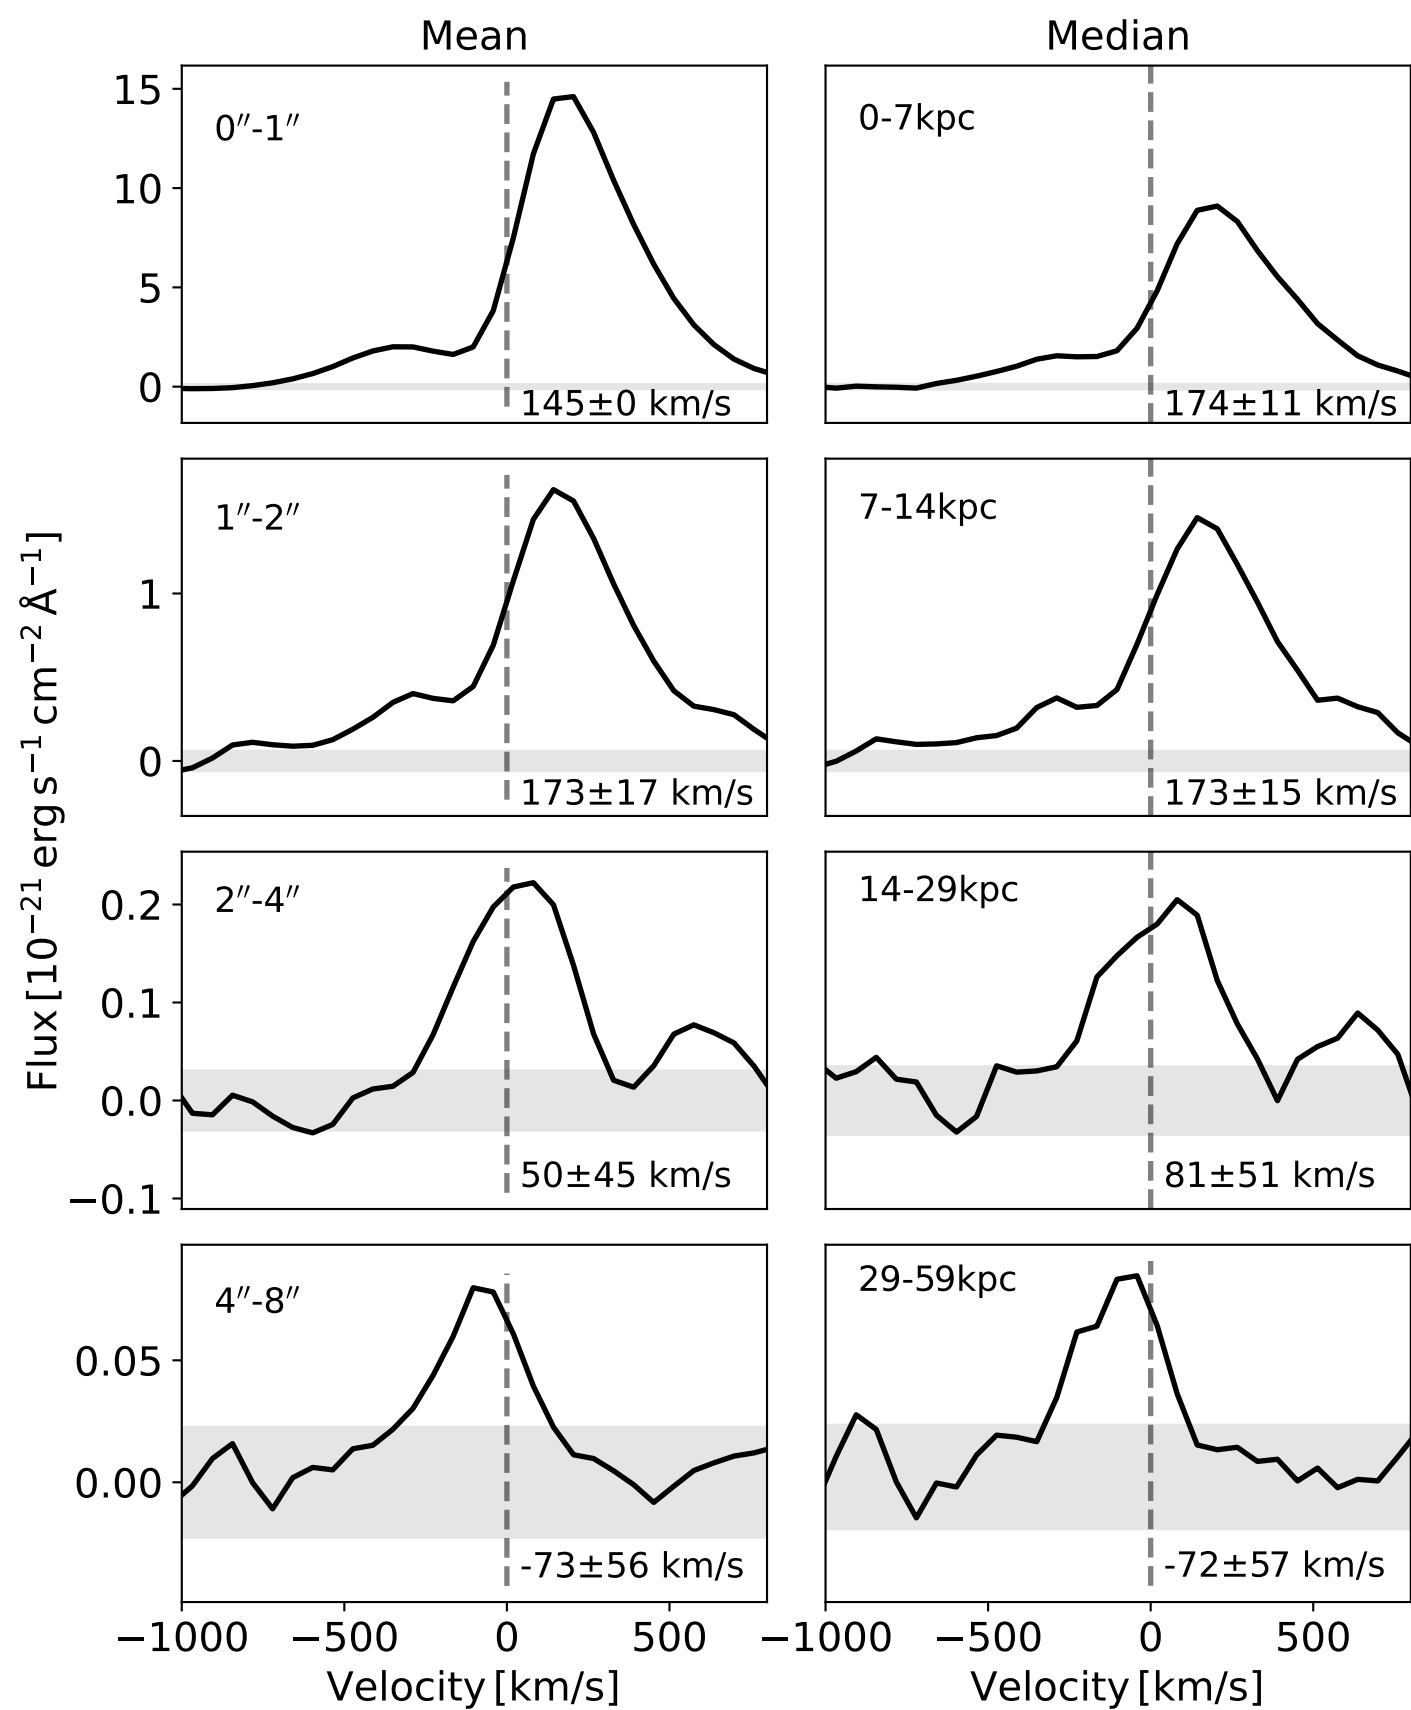 Mean
Median
15
10
5
0
0″-1″
145±0 km/s
0-7kpc
174±11 km/s
1
0
1″-2″
173±17 km/s
7-14kpc
173±15 km/s
Flux [10⁻²¹ erg s⁻¹ cm⁻² Å⁻¹]
0.2
0.1
0.0
−0.1
2″-4″
50±45 km/s
14-29kpc
81±51 km/s
0.05
0.00
4″-8″
-73±56 km/s
29-59kpc
-72±57 km/s
−1000 −500 0 500
−1000 −500 0 500
Velocity [km/s]
Velocity [km/s]